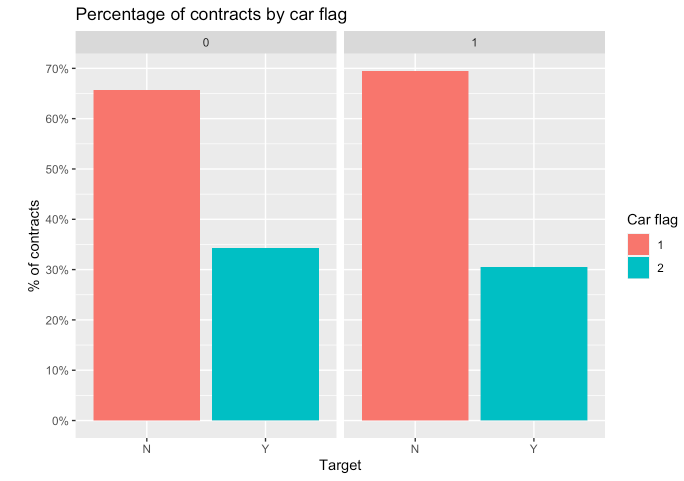 Percentage of contracts by car flag
0
1
70%
60%
50%
40%
30%
20%
10%
0%
% of contracts
N
Y
N
Y
Target
Car flag
1
2